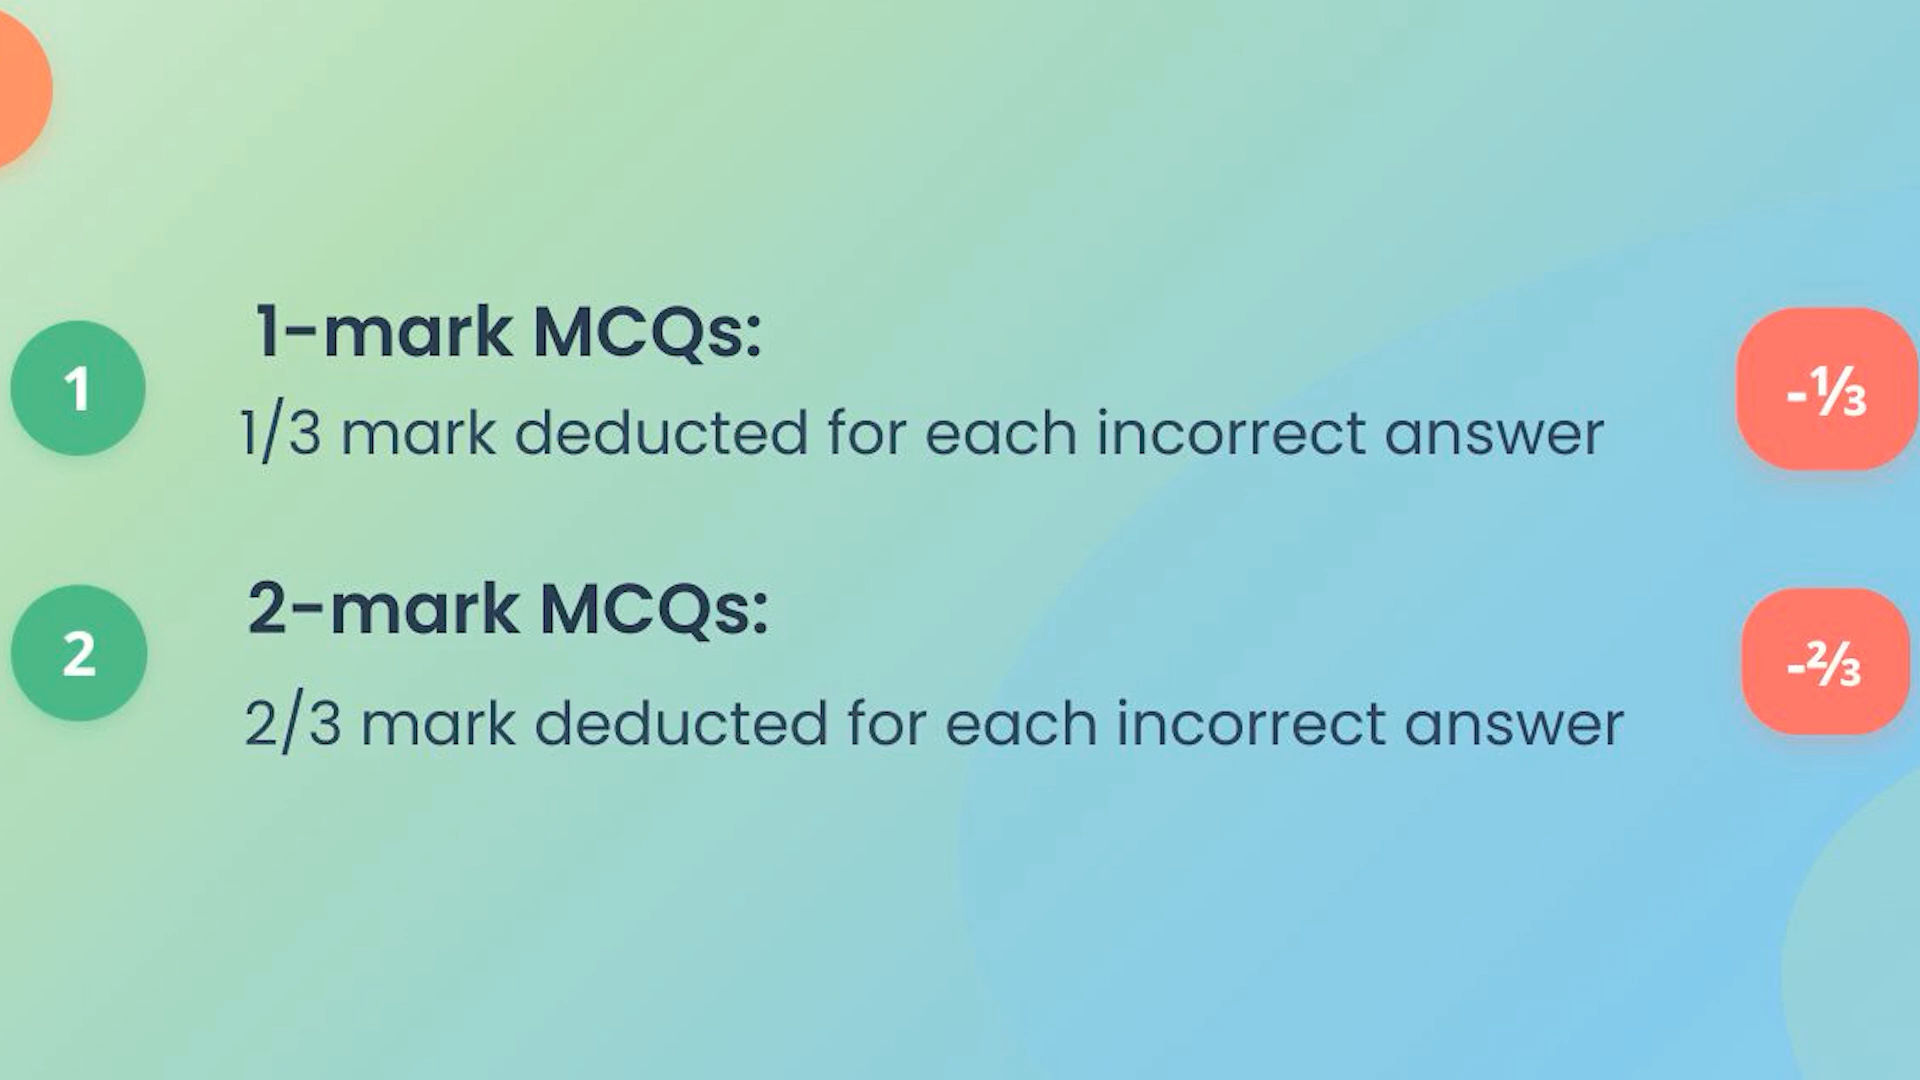 1
1-mark MCQs:
1/3 mark deducted for each incorrect answer
-⅓
2
2-mark MCQs:
2/3 mark deducted for each incorrect answer
-⅔